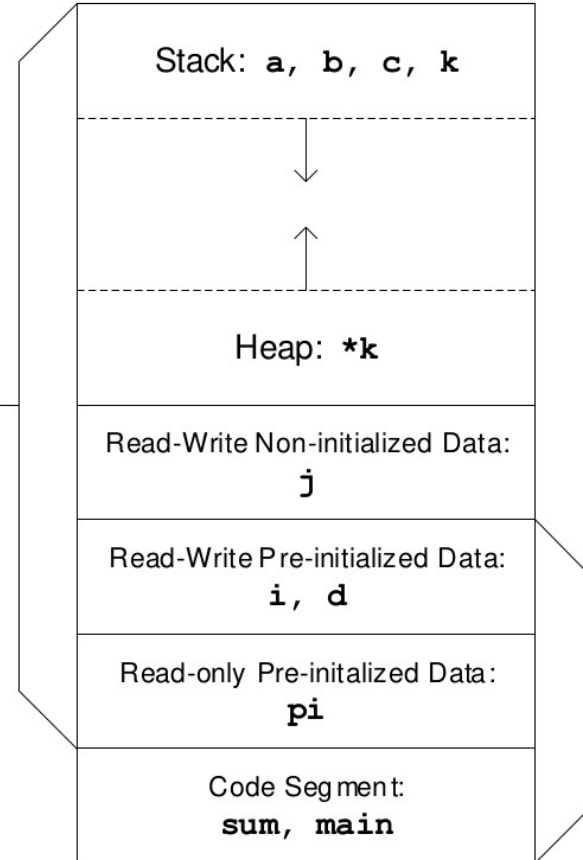 Stack: a, b, c, k
Heap: *k
Read-Write Non-initialized Data:
j
Read-Write Pre-initialized Data:
i, d
Read-only Pre-initalized Data:
pi
Code Segment:
sum, main